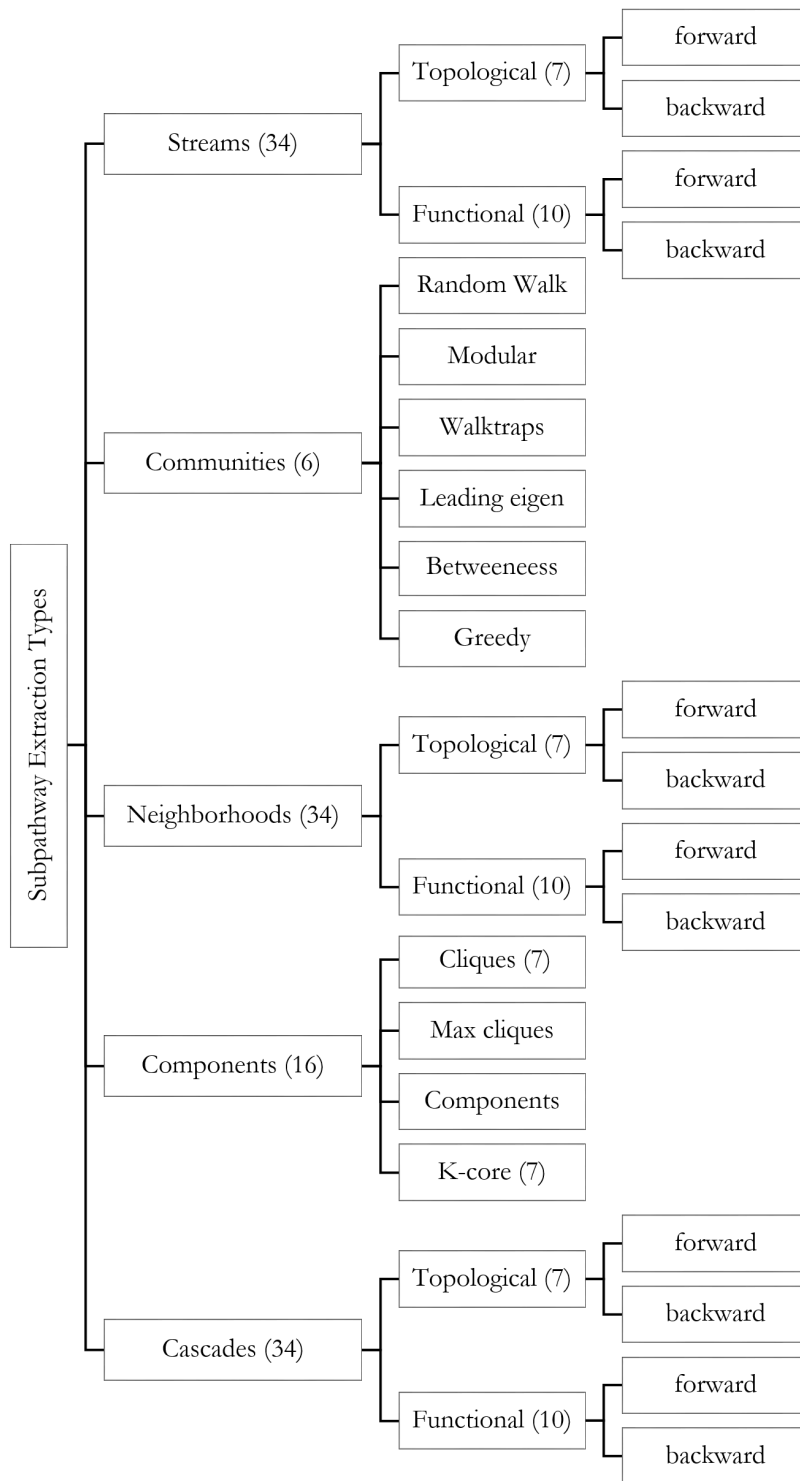 Subpathway Extraction Types
Streams (34)
Topological (7)
forward
backward
Functional (10)
forward
backward
Communities (6)
Random Walk
Modular
Walktraps
Leading eigen
Betweeneess
Greedy
Neighborhoods (34)
Topological (7)
forward
backward
Functional (10)
forward
backward
Components (16)
Cliques (7)
Max cliques
Components
K-core (7)
Cascades (34)
Topological (7)
forward
backward
Functional (10)
forward
backward